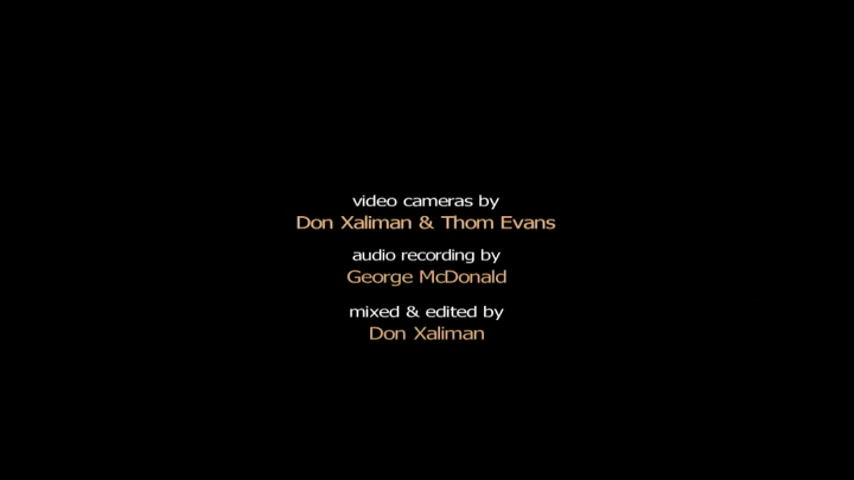 video cameras by
Don Xaliman & Thom Evans
audio recording by
George McDonald
mixed & edited by
Don Xaliman